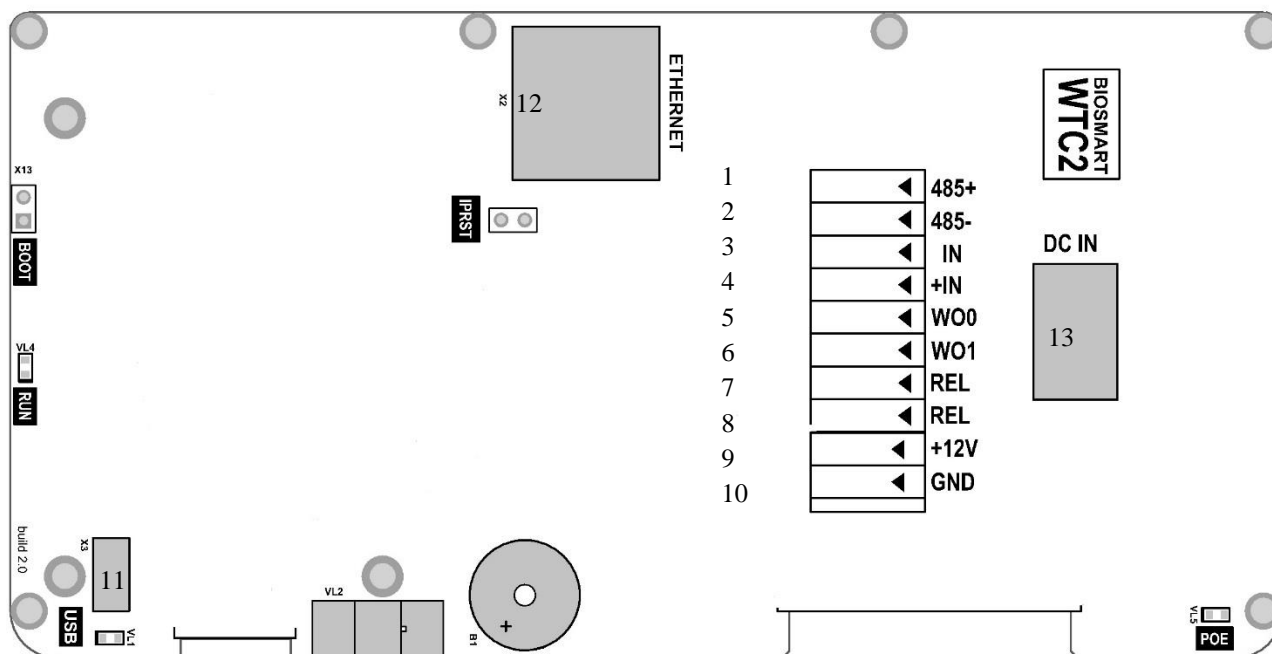 ETHERNET
X2
12
BIOSMART
WTC2
X13
BOOT
IPRST
1
485+
2
485-
3
IN
4
+IN
5
WO0
6
WO1
7
REL
8
REL
9
+12V
10
GND
DC IN
13
VL4
RUN
build 2.0
X3
11
USB
VL1
VL2
B1
+
VL5
POE